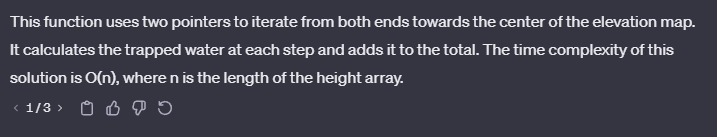 This function uses two pointers to iterate from both ends towards the center of the elevation map.
It calculates the trapped water at each step and adds it to the total. The time complexity of this
solution is O(n), where n is the length of the height array.
< 1/3 >